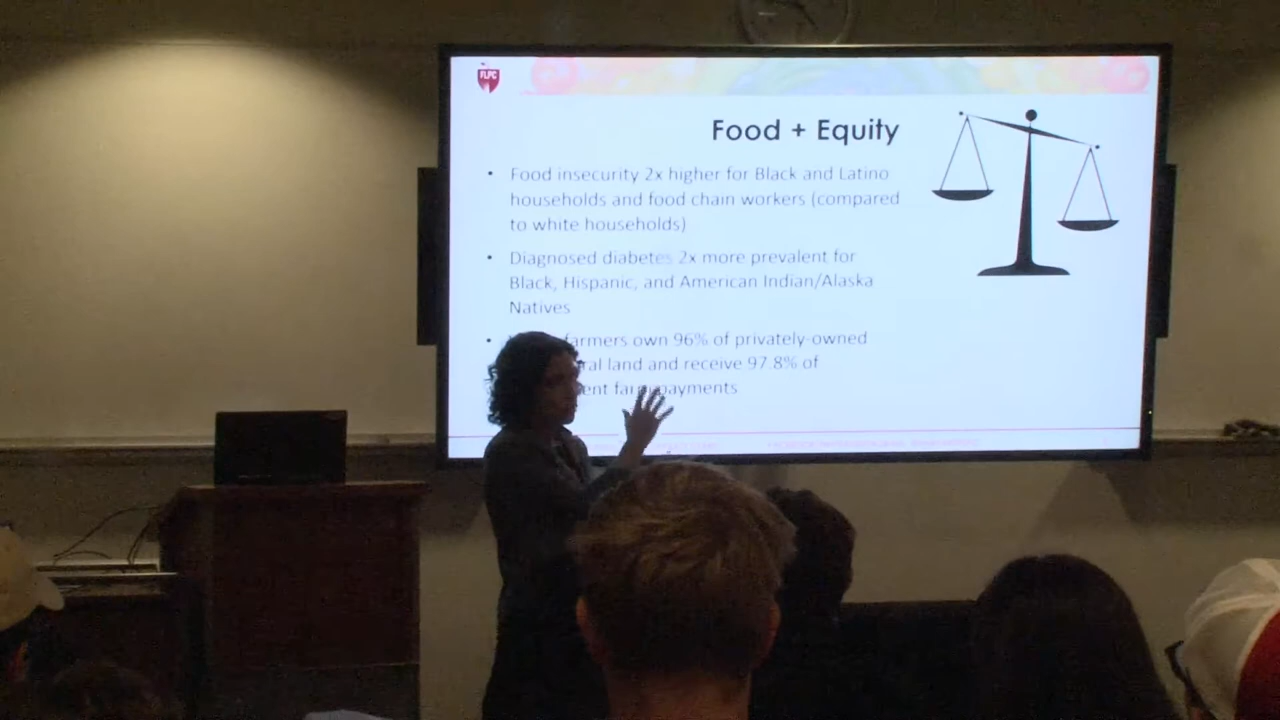 FLPC
Food + Equity
• Food insecurity 2x higher for Black and Latino
households and food chain workers (compared
to white households)
• Diagnosed diabetes 2x more prevalent for
Black, Hispanic, and American Indian/Alaska
Natives
• farmers own 96% of privately-owned
ral land and receive 97.8% of
ent farm payments